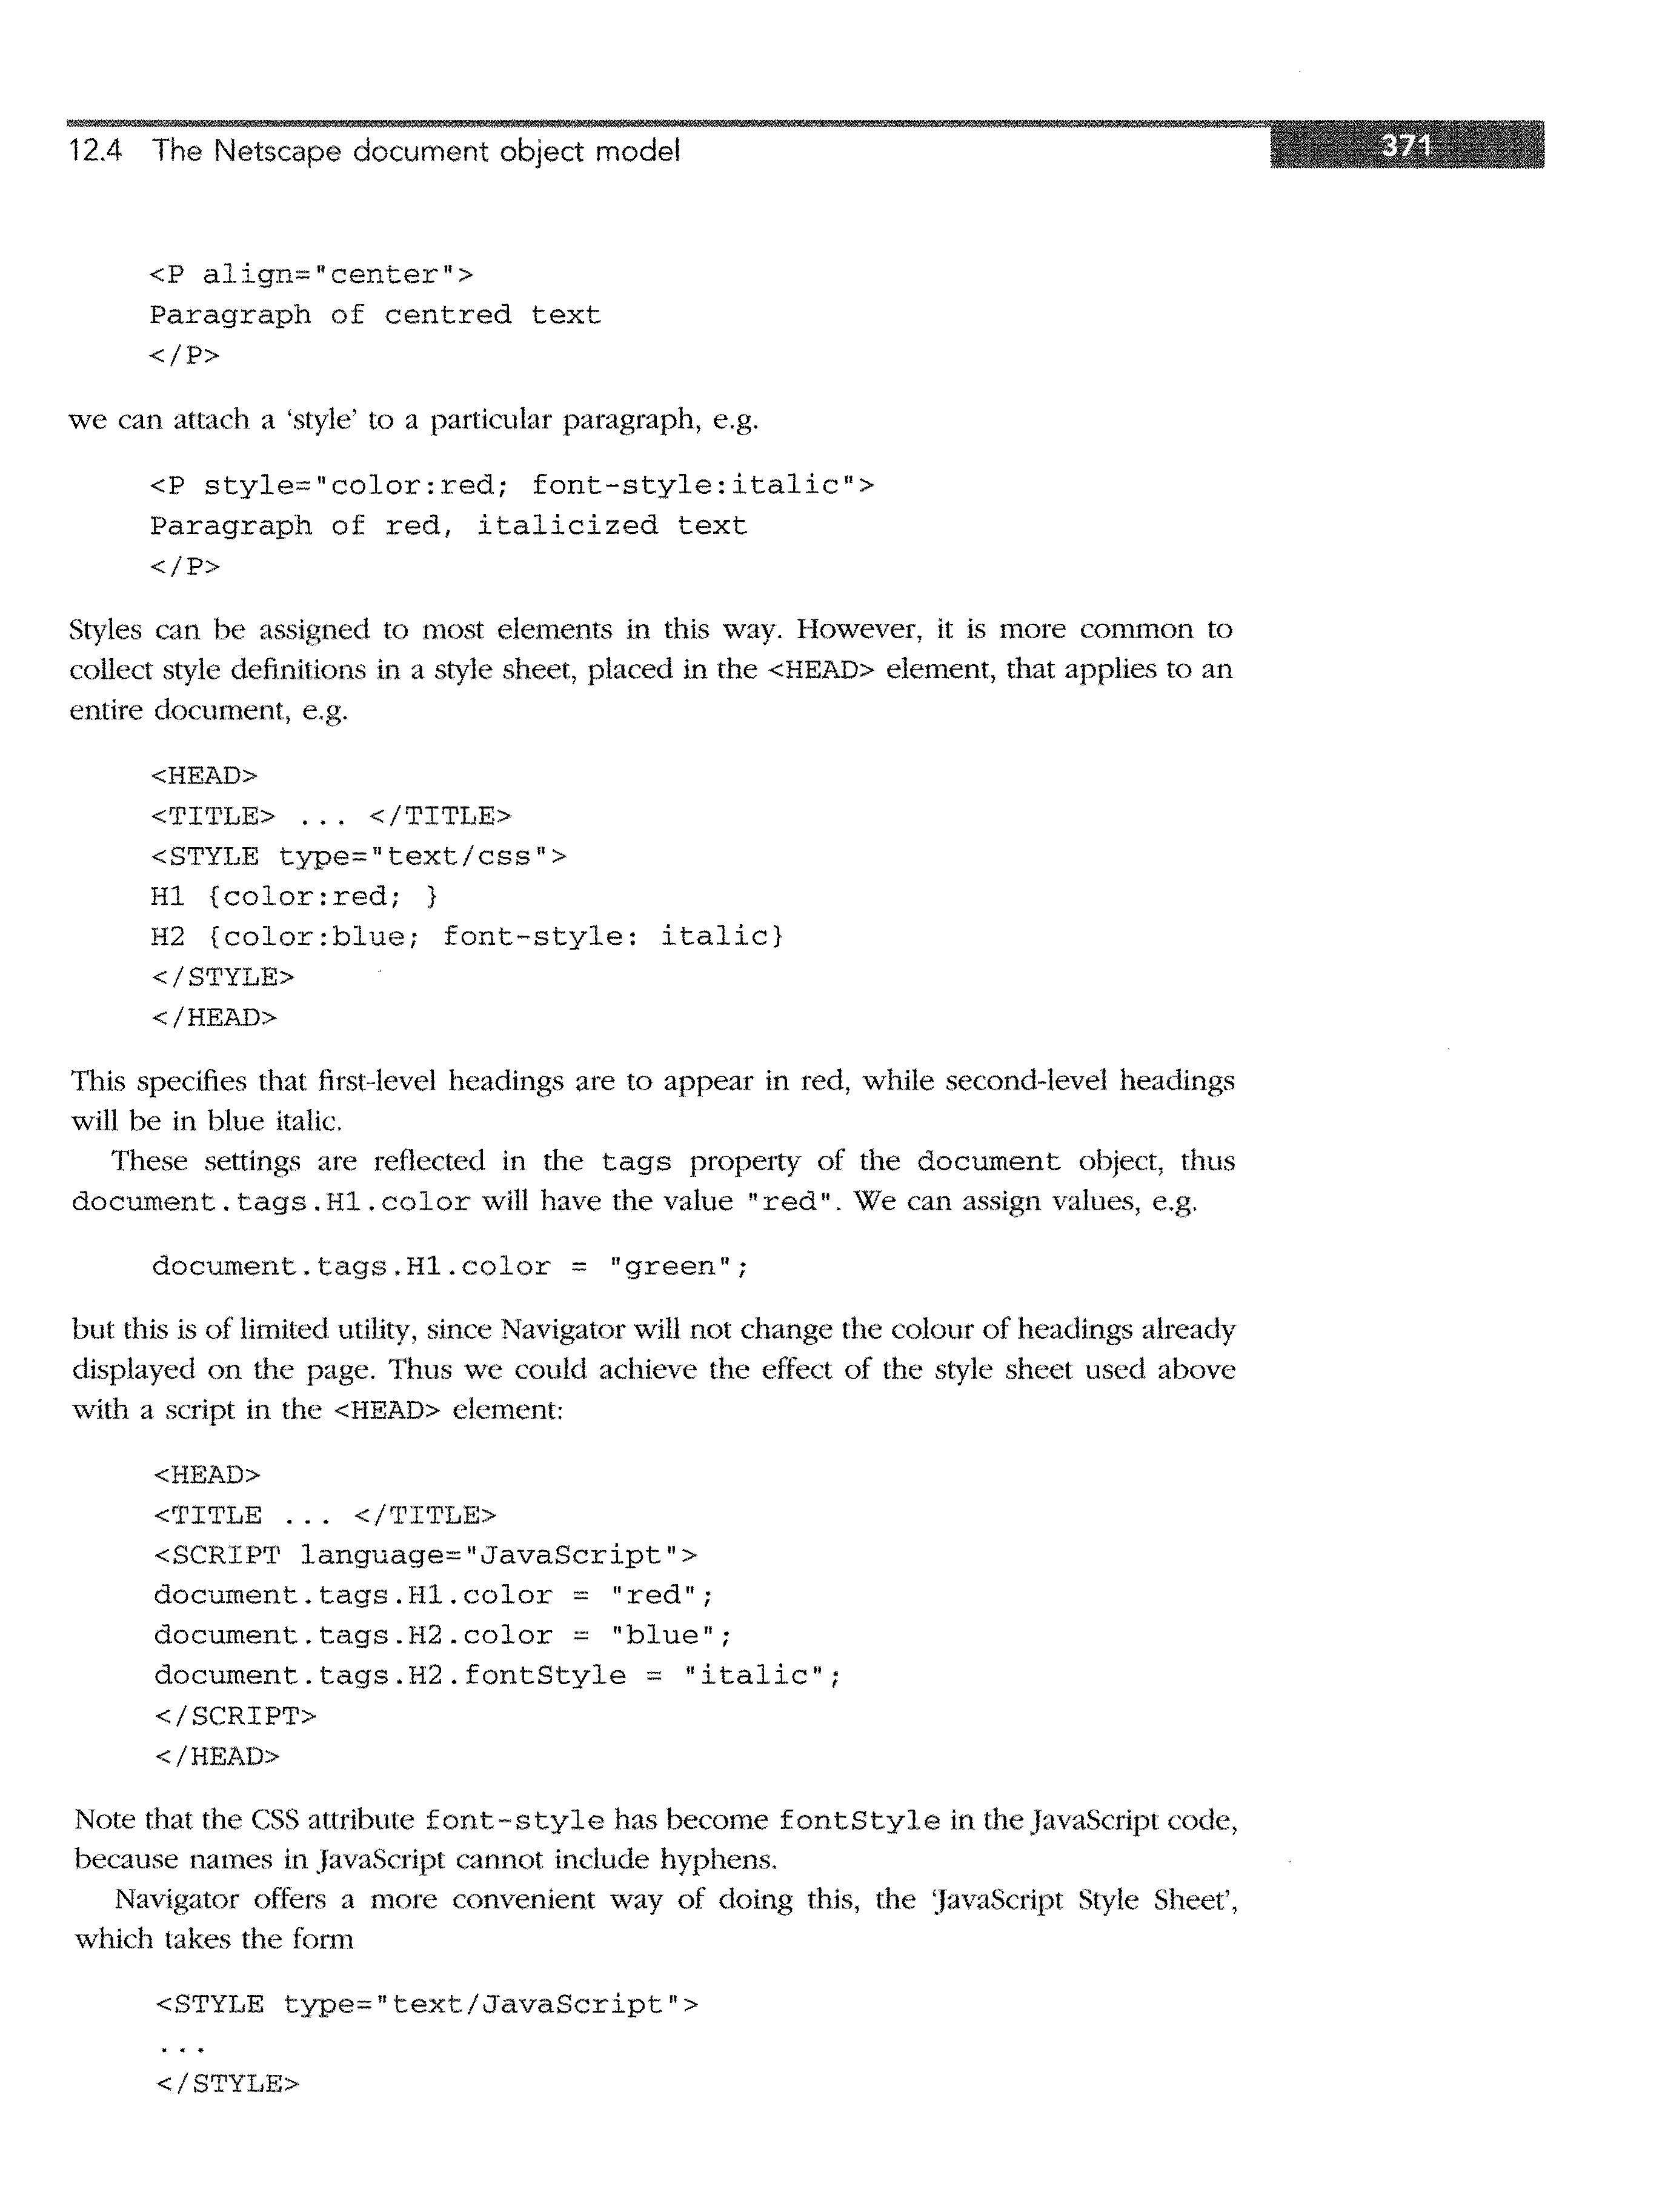 12.4 The Netscape document object model 371
<P align="center">
Paragraph of centred text
</P>
we can attach a ‘style’ to a particular paragraph, e.g.
<P style="color:red; font-style:italic">
Paragraph of red, italicized text
</P>
Styles can be assigned to most elements in this way. However, it is more common to
collect style definitions in a style sheet, placed in the <HEAD> element, that applies to an
entire document, e.g.
<HEAD>
<TITLE> ... </TITLE>
<STYLE type="text/css">
H1 {color:red; }
H2 {color:blue; font-style: italic}
</STYLE>
</HEAD>
This specifies that first-level headings are to appear in red, while second-level headings
will be in blue italic.
These settings are reflected in the tags property of the document object, thus
document.tags.H1.color will have the value "red". We can assign values, e.g.
document.tags.H1.color = "green";
but this is of limited utility, since Navigator will not change the colour of headings already
displayed on the page. Thus we could achieve the effect of the style sheet used above
with a script in the <HEAD> element:
<HEAD>
<TITLE ... </TITLE>
<SCRIPT language="JavaScript">
document.tags.H1.color = "red";
document.tags.H2.color = "blue";
document.tags.H2.fontStyle = "italic";
</SCRIPT>
</HEAD>
Note that the CSS attribute font-style has become fontStyle in the JavaScript code,
because names in JavaScript cannot include hyphens.
Navigator offers a more convenient way of doing this, the ‘JavaScript Style Sheet’,
which takes the form
<STYLE type="text/JavaScript">
...
</STYLE>